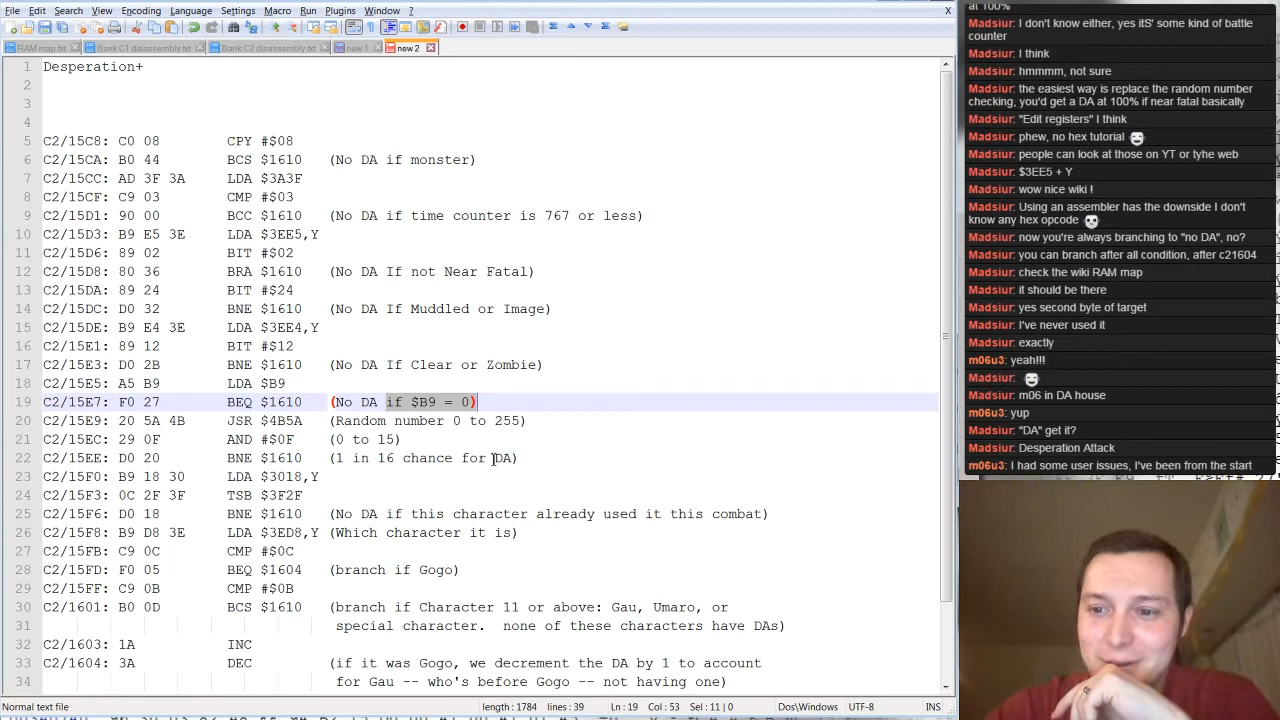 File Edit Search View Encoding Language Settings Macro Run Plugins Window ? X
RAM map.txt Bank C1 disassembly.txt Bank C2 disassembly.txt new 1 new 2
1 Desperation+
2
3
4
5 C2/15C8: C0 08 CPY #$08
6 C2/15CA: B0 44 BCS $1610 (No DA if monster)
7 C2/15CC: AD 3F 3A LDA $3A3F
8 C2/15CF: C9 03 CMP #$03
9 C2/15D1: 90 00 BCC $1610 (No DA if time counter is 767 or less)
10 C2/15D3: B9 E5 3E LDA $3EE5,Y
11 C2/15D6: 89 02 BIT #$02
12 C2/15D8: 80 36 BRA $1610 (No DA If not Near Fatal)
13 C2/15DA: 89 24 BIT #$24
14 C2/15DC: D0 32 BNE $1610 (No DA If Muddled or Image)
15 C2/15DE: B9 E4 3E LDA $3EE4,Y
16 C2/15E1: 89 12 BIT #$12
17 C2/15E3: D0 2B BNE $1610 (No DA If Clear or Zombie)
18 C2/15E5: A5 B9 LDA $B9
19 C2/15E7: F0 27 BEQ $1610 (No DA if $B9 = 0)
20 C2/15E9: 20 5A 4B JSR $4B5A (Random number 0 to 255)
21 C2/15EC: 29 0F AND #$0F (0 to 15)
22 C2/15EE: D0 20 BNE $1610 (1 in 16 chance for DA)
23 C2/15F0: B9 18 30 LDA $3018,Y
24 C2/15F3: 0C 2F 3F TSB $3F2F
25 C2/15F6: D0 18 BNE $1610 (No DA if this character already used it this combat)
26 C2/15F8: B9 D8 3E LDA $3ED8,Y (Which character it is)
27 C2/15FB: C9 0C CMP #$0C
28 C2/15FD: F0 05 BEQ $1604 (branch if Gogo)
29 C2/15FF: C9 0B CMP #$0B
30 C2/1601: B0 0D BCS $1610 (branch if Character 11 or above: Gau, Umaro, or
31 special character. none of these characters have DAs)
32 C2/1603: 1A INC
33 C2/1604: 3A DEC (if it was Gogo, we decrement the DA by 1 to account
34 for Gau -- who's before Gogo -- not having one)
Normal text file length : 1784 lines : 39 Ln : 19 Col : 53 Sel : 11 | 0 Dos\Windows UTF-8 INS
at 100%
Madsiur: I don't know either, yes itS' some kind of battle
counter
Madsiur: I think
Madsiur: hmmmm, not sure
Madsiur: the easiest way is replace the random number
checking, you'd get a DA at 100% if near fatal basically
Madsiur: "Edit registers" I think
Madsiur: phew, no hex tutorial
Madsiur: people can look at those on YT or tyhe web
Madsiur: $3EE5 + Y
Madsiur: wow nice wiki !
Madsiur: Using an assembler has the downside I don't
know any hex opcode
Madsiur: now you're always branching to "no DA", no?
Madsiur: you can branch after all condition, after c21604
Madsiur: check the wiki RAM map
Madsiur: it should be there
Madsiur: yes second byte of target
Madsiur: I've never used it
Madsiur: exactly
m06u3: yeah!!!
Madsiur:
Madsiur: m06 in DA house
m06u3: yup
Madsiur: "DA" get it?
Madsiur: Desperation Attack
m06u3: I had some user issues, I've been from the start